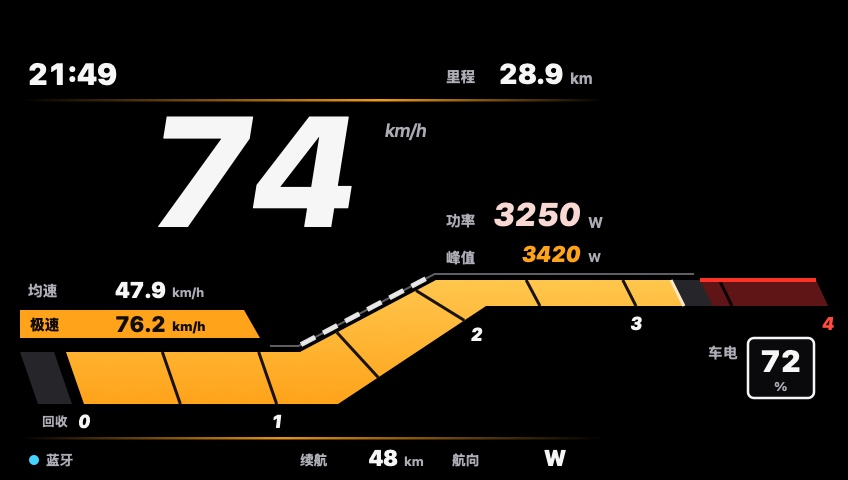 21:49 里程 28.9 km
74 km/h
功率 3250 W
峰值 3420 W
均速 47.9 km/h
极速 76.2 km/h
2 3 4
车电 72 %
回收 0 1
蓝牙 续航 48 km 航向 W